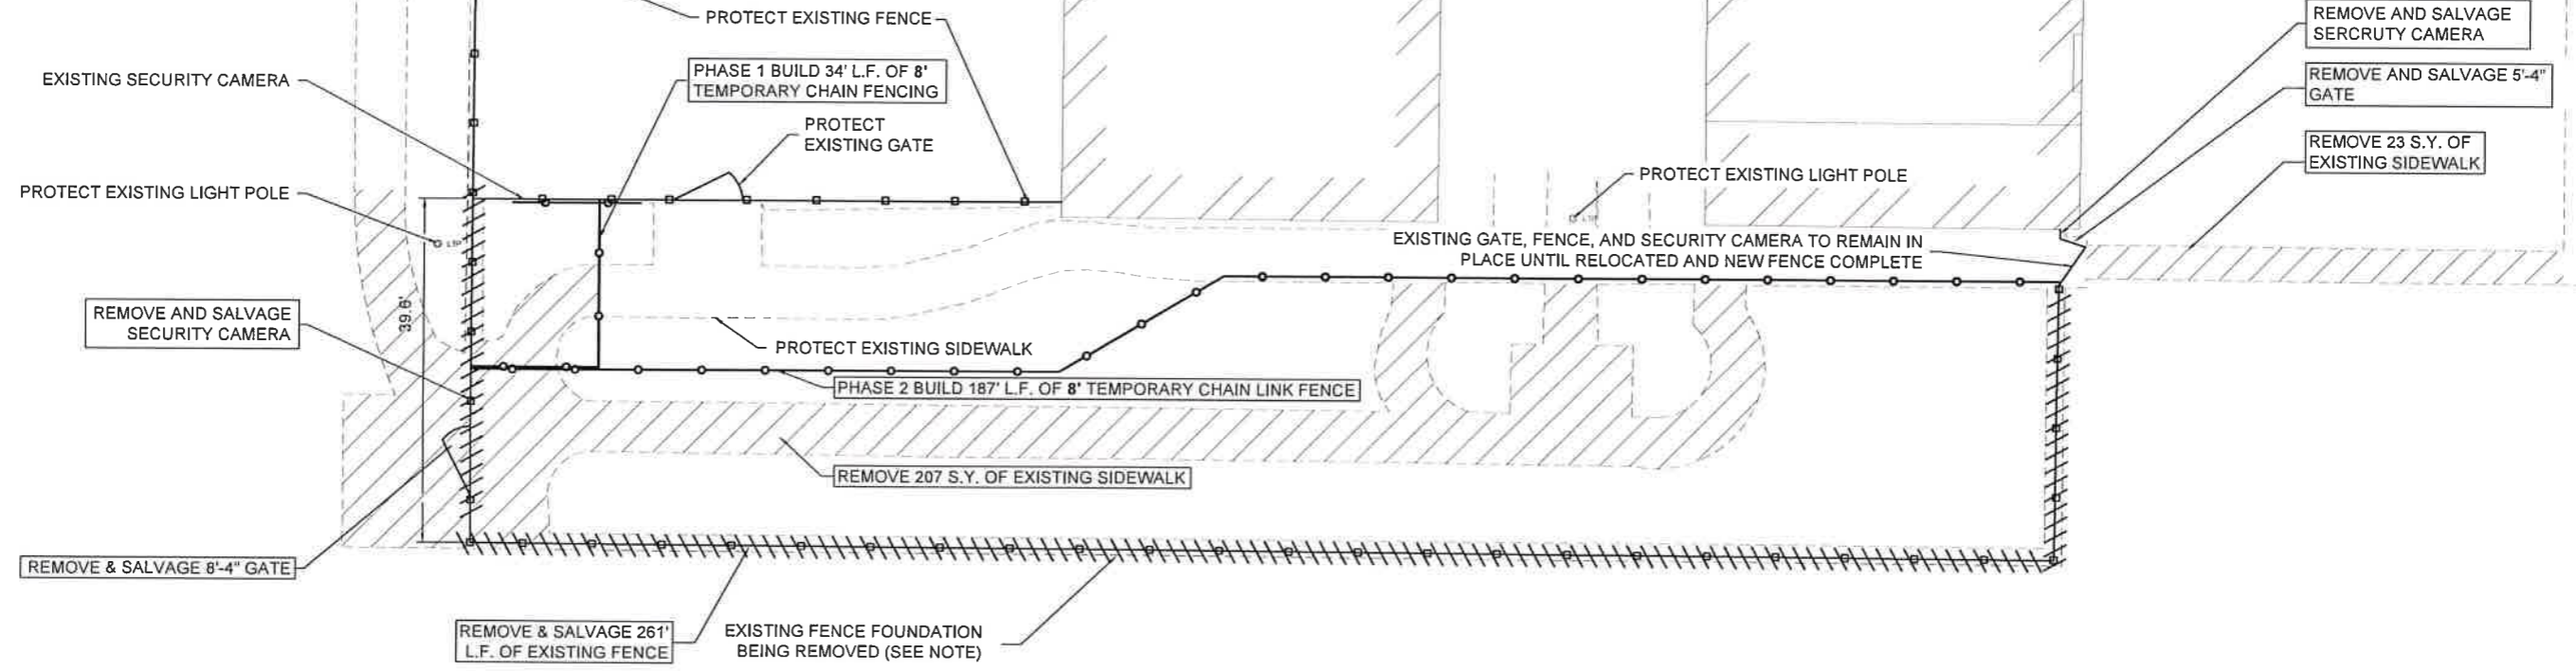 PROTECT EXISTING FENCE
REMOVE AND SALVAGE
SERCRUTY CAMERA
EXISTING SECURITY CAMERA
PHASE 1 BUILD 34' L.F. OF 8'
TEMPORARY CHAIN FENCING
REMOVE AND SALVAGE 5'-4"
GATE
PROTECT
EXISTING GATE
REMOVE 23 S.Y. OF
EXISTING SIDEWALK
PROTECT EXISTING LIGHT POLE
PROTECT EXISTING LIGHT POLE
EXISTING GATE, FENCE, AND SECURITY CAMERA TO REMAIN IN
PLACE UNTIL RELOCATED AND NEW FENCE COMPLETE
39.6'
REMOVE AND SALVAGE
SECURITY CAMERA
PROTECT EXISTING SIDEWALK
PHASE 2 BUILD 187' L.F. OF 8' TEMPORARY CHAIN LINK FENCE
REMOVE 207 S.Y. OF EXISTING SIDEWALK
REMOVE & SALVAGE 8'-4" GATE
REMOVE & SALVAGE 261'
L.F. OF EXISTING FENCE
EXISTING FENCE FOUNDATION
BEING REMOVED (SEE NOTE)